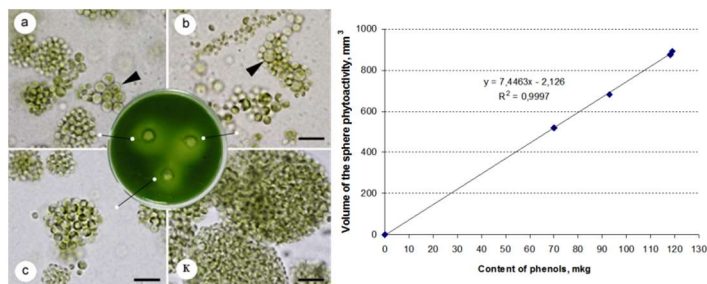 a
b
c
К
Volume of the sphere phytoactivity, mm³
1000
800
600
400
200
0
y = 7,4463x - 2,126
R² = 0,9997
0 10 20 30 40 50 60 70 80 90 100 110 120 130
Content of phenols, mkg